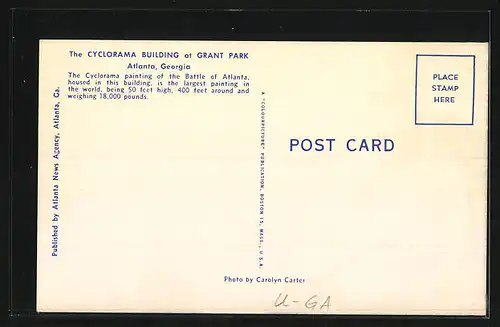 The CYCLORAMA BUILDING at GRANT PARK
Atlanta, Georgia
The Cyclorama painting of the Battle of Atlanta,
housed in this building, is the largest painting in
the world, being 50 feet high, 400 feet around and
weighing 18,000 pounds.
Published by Atlanta News Agency, Atlanta, Ga.
A "COLOURPICTURE" PUBLICATION, BOSTON 15, MASS., U.S.A.
PLACE
STAMP
HERE
POST CARD
Photo by Carolyn Carter
U-GA